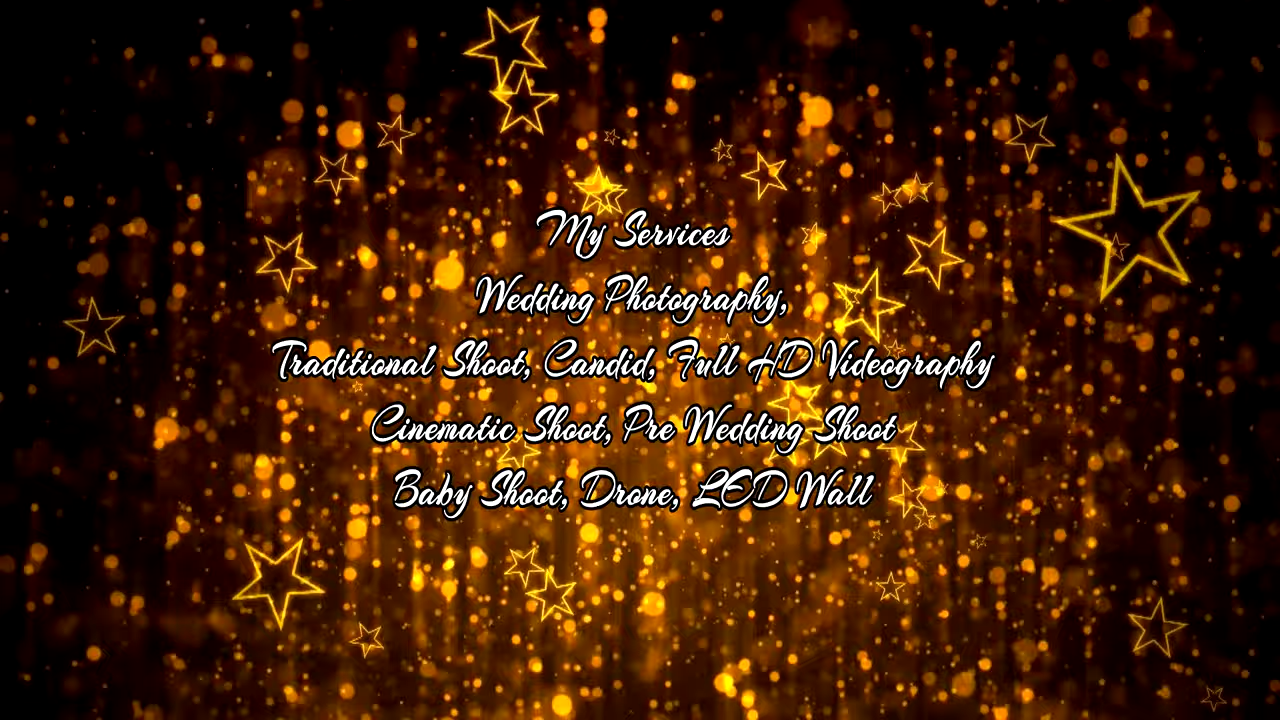 My Services
Wedding Photography,
Traditional Shoot, Candid, Full HD Videography
Cinematic Shoot, Pre Wedding Shoot
Baby Shoot, Drone, LED Wall